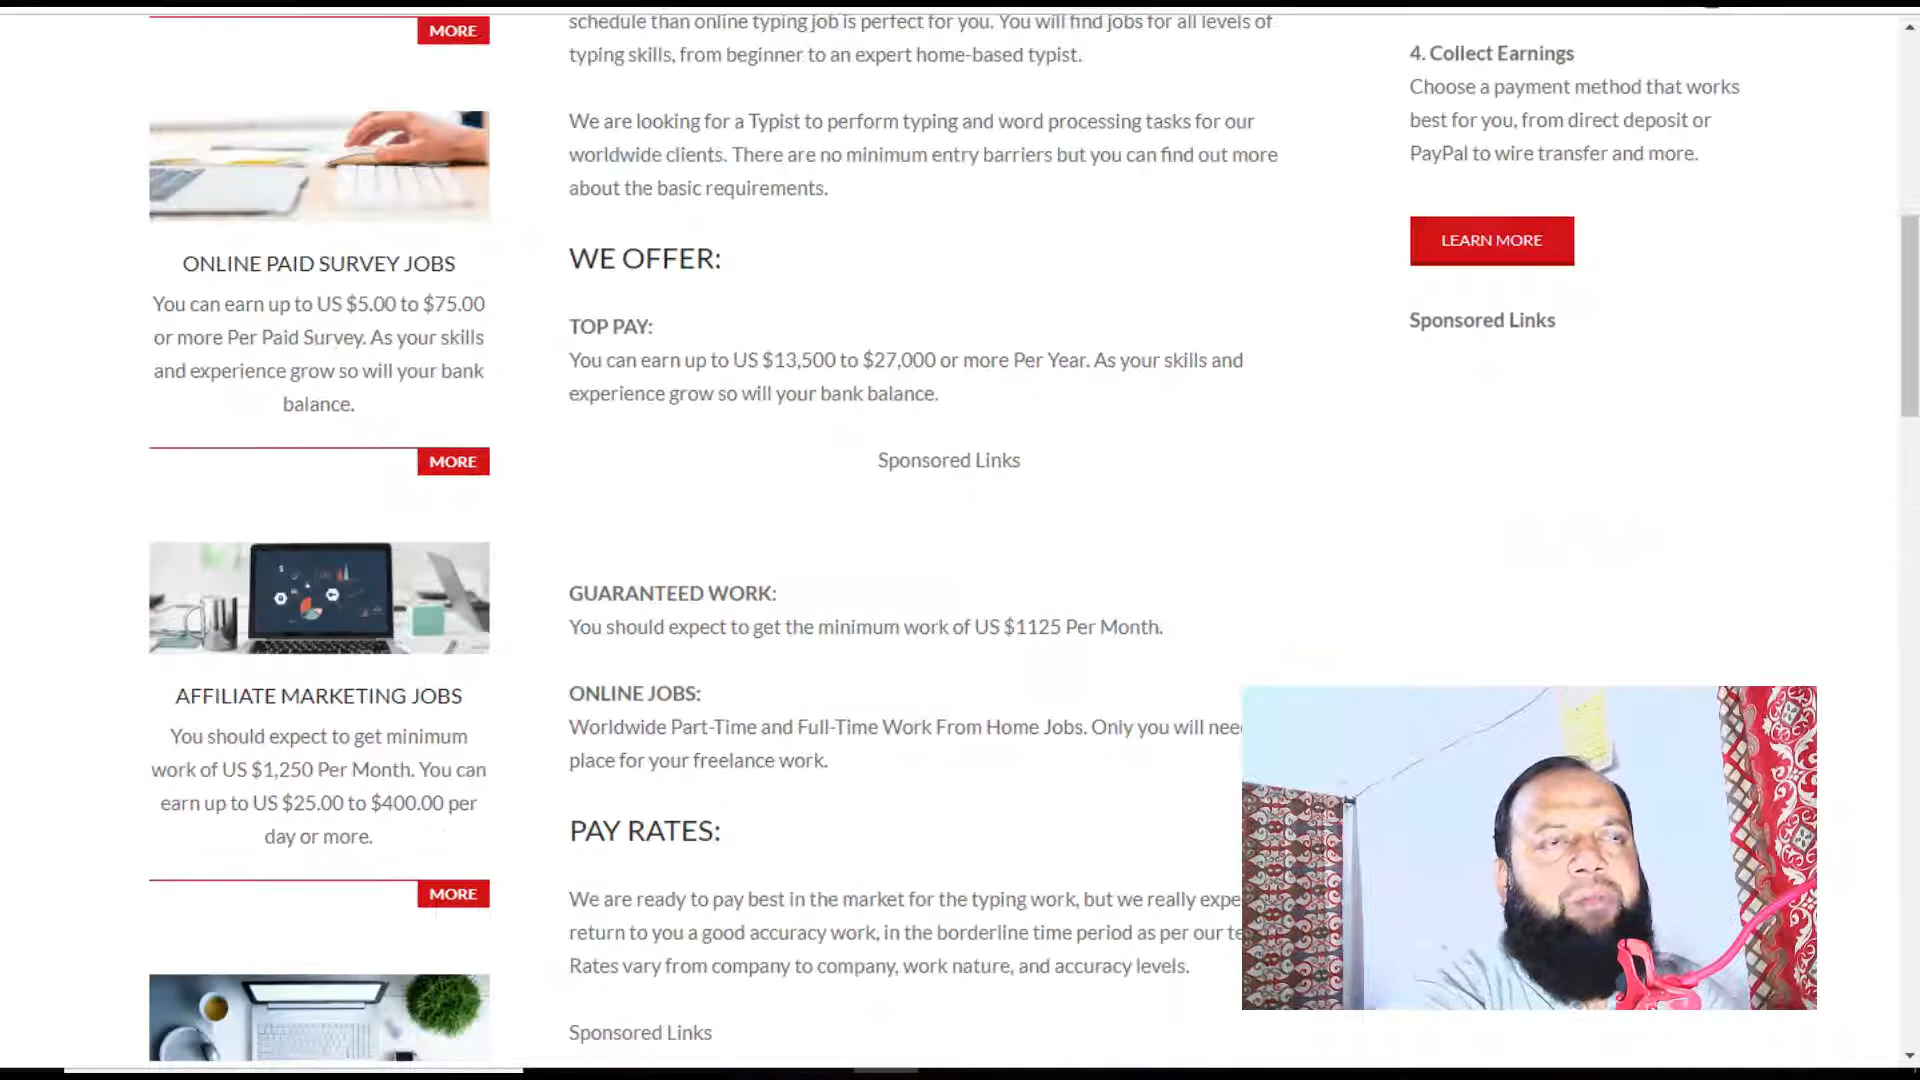 MORE
ONLINE PAID SURVEY JOBS
You can earn up to US $5.00 to $75.00
or more Per Paid Survey. As your skills
and experience grow so will your bank
balance.
MORE
AFFILIATE MARKETING JOBS
You should expect to get minimum
work of US $1,250 Per Month. You can
earn up to US $25.00 to $400.00 per
day or more.
MORE
schedule than online typing job is perfect for you. You will find jobs for all levels of
typing skills, from beginner to an expert home-based typist.
We are looking for a Typist to perform typing and word processing tasks for our
worldwide clients. There are no minimum entry barriers but you can find out more
about the basic requirements.
WE OFFER:
TOP PAY:
You can earn up to US $13,500 to $27,000 or more Per Year. As your skills and
experience grow so will your bank balance.
Sponsored Links
GUARANTEED WORK:
You should expect to get the minimum work of US $1125 Per Month.
ONLINE JOBS:
Worldwide Part-Time and Full-Time Work From Home Jobs. Only you will
place for your freelance work.
PAY RATES:
We are ready to pay best in the market for the typing work, but we really
return to you a good accuracy work, in the borderline time period as per our
Rates vary from company to company, work nature, and accuracy levels.
Sponsored Links
4. Collect Earnings
Choose a payment method that works
best for you, from direct deposit or
PayPal to wire transfer and more.
LEARN MORE
Sponsored Links